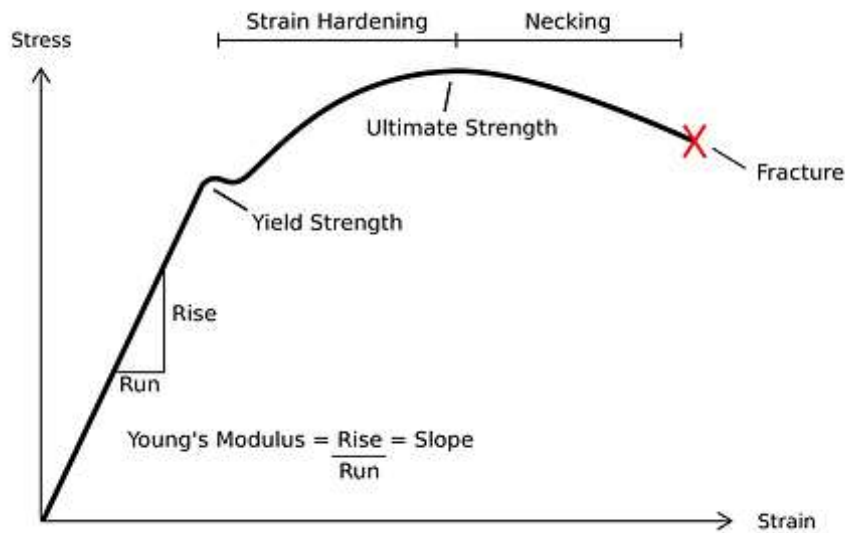 Strain Hardening
Necking
Stress
Ultimate Strength
Fracture
Yield Strength
Rise
Run
Young's Modulus = Rise = Slope
Run
Strain